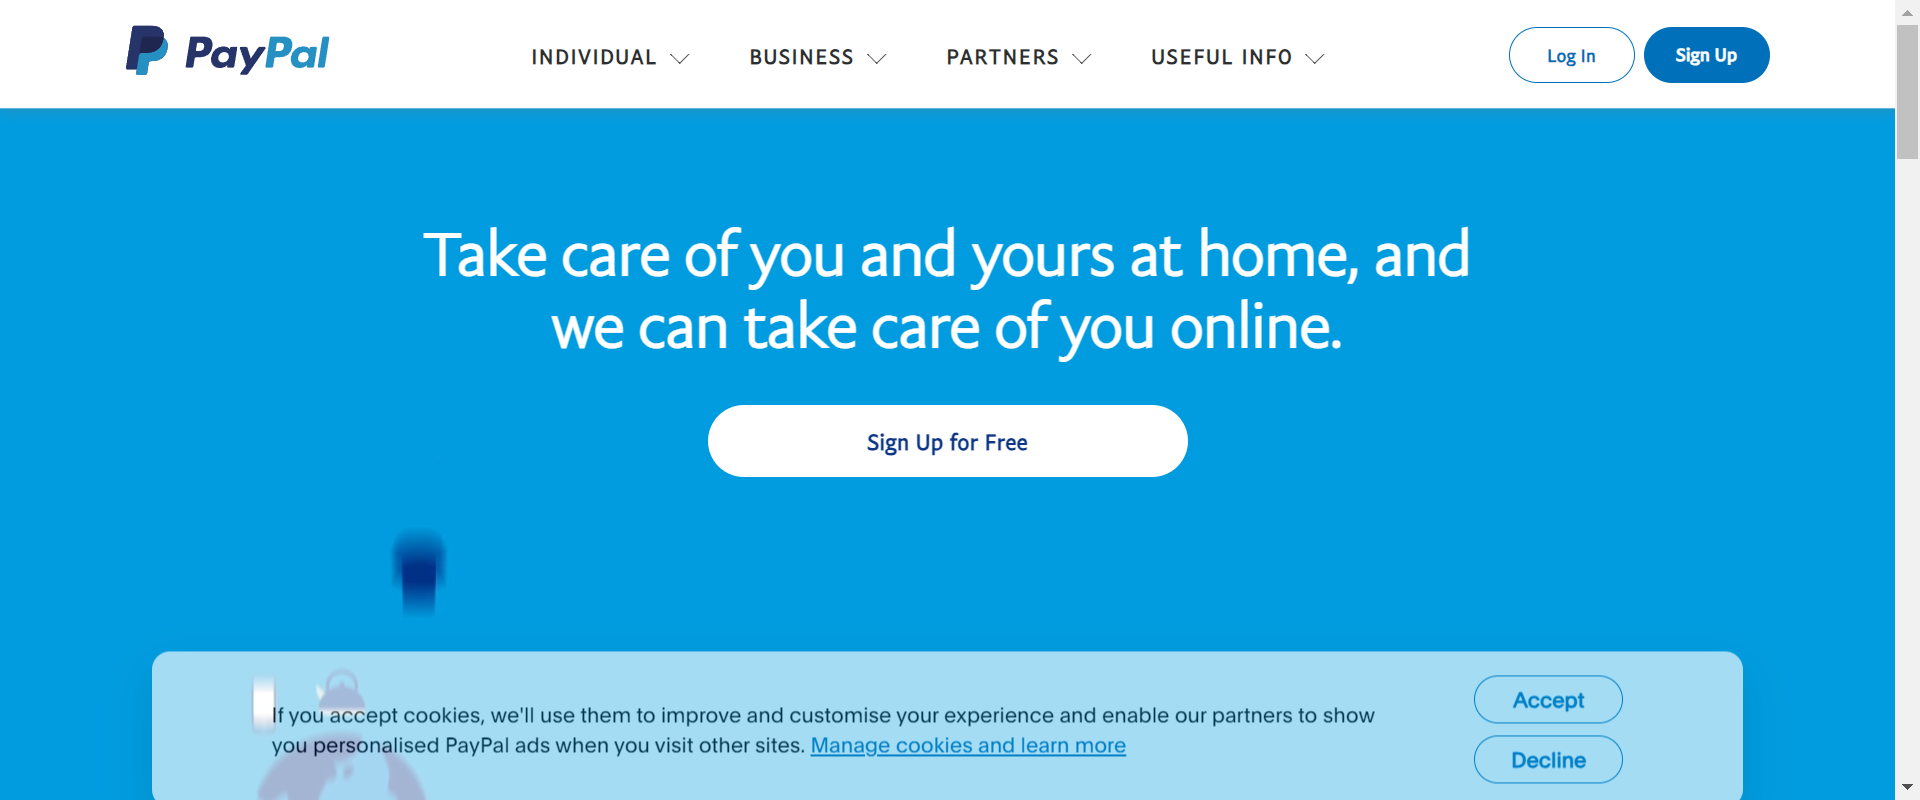 PayPal
INDIVIDUAL
BUSINESS
PARTNERS
USEFUL INFO
Log In
Sign Up
Take care of you and yours at home, and
we can take care of you online.
Sign Up for Free
If you accept cookies, we'll use them to improve and customise your experience and enable our partners to show
you personalised PayPal ads when you visit other sites. Manage cookies and learn more
Accept
Decline